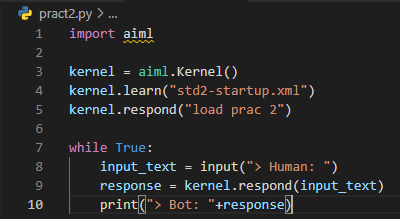 pract2.py > ...
1 import aiml
2
3 kernel = aiml.Kernel()
4 kernel.learn("std2-startup.xml")
5 kernel.respond("load prac 2")
6
7 while True:
8     input_text = input("> Human: ")
9     response = kernel.respond(input_text)
10     print("> Bot: "+response)